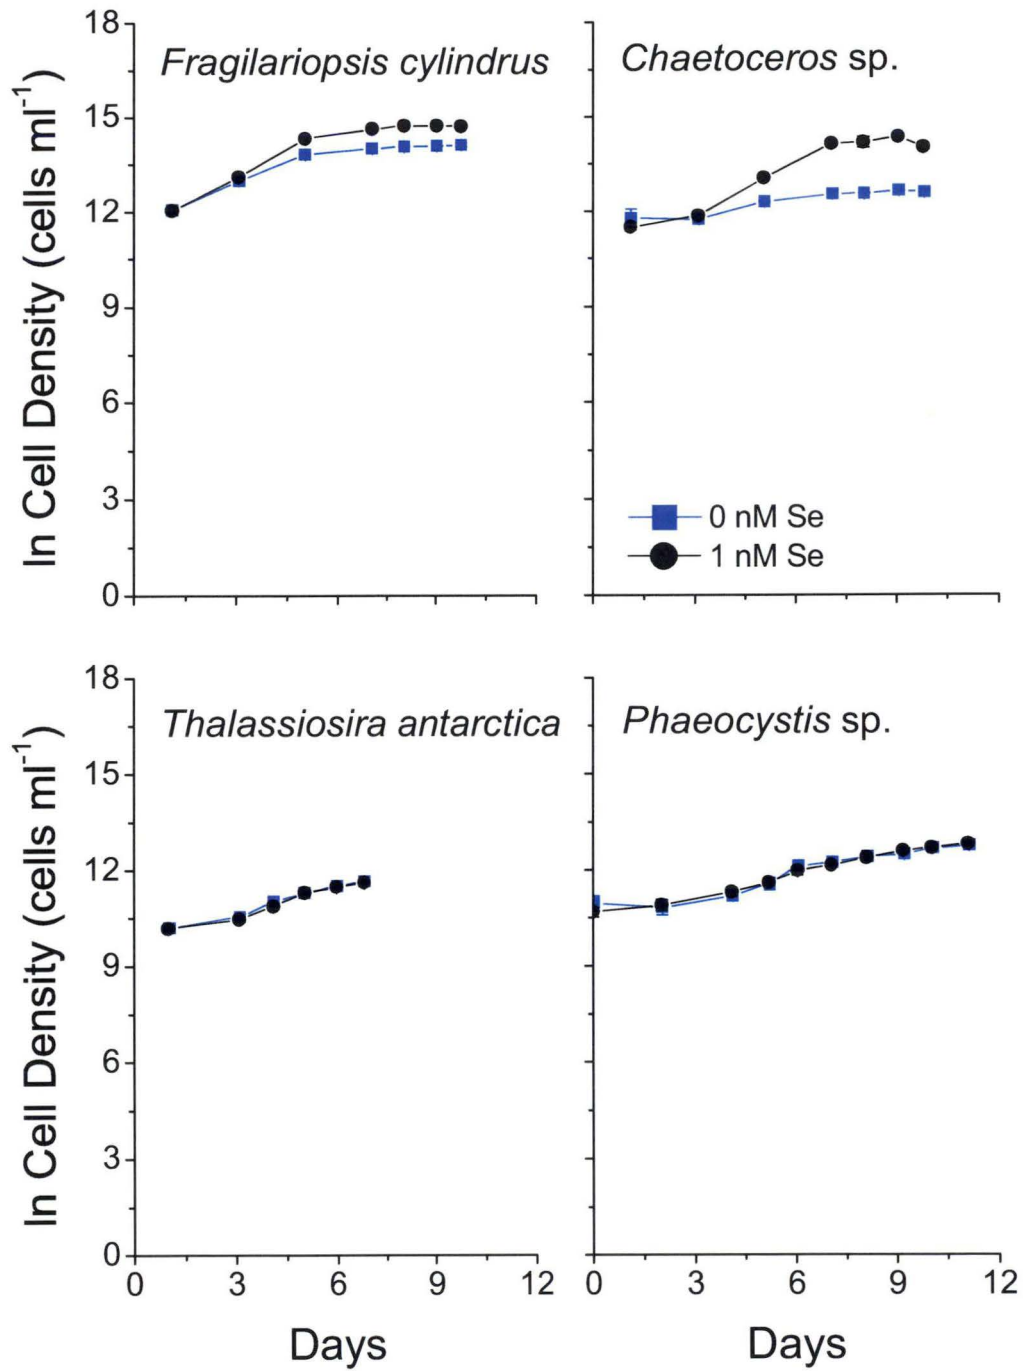 18
15
12
9
6
3
0
ln Cell Density (cells ml⁻¹)
Fragilariopsis cylindrus
Chaetoceros sp.
0 nM Se
1 nM Se
18
15
12
9
6
3
0
ln Cell Density (cells ml⁻¹)
Thalassiosira antarctica
Phaeocystis sp.
0 3 6 9 12
0 3 6 9 12
Days
Days